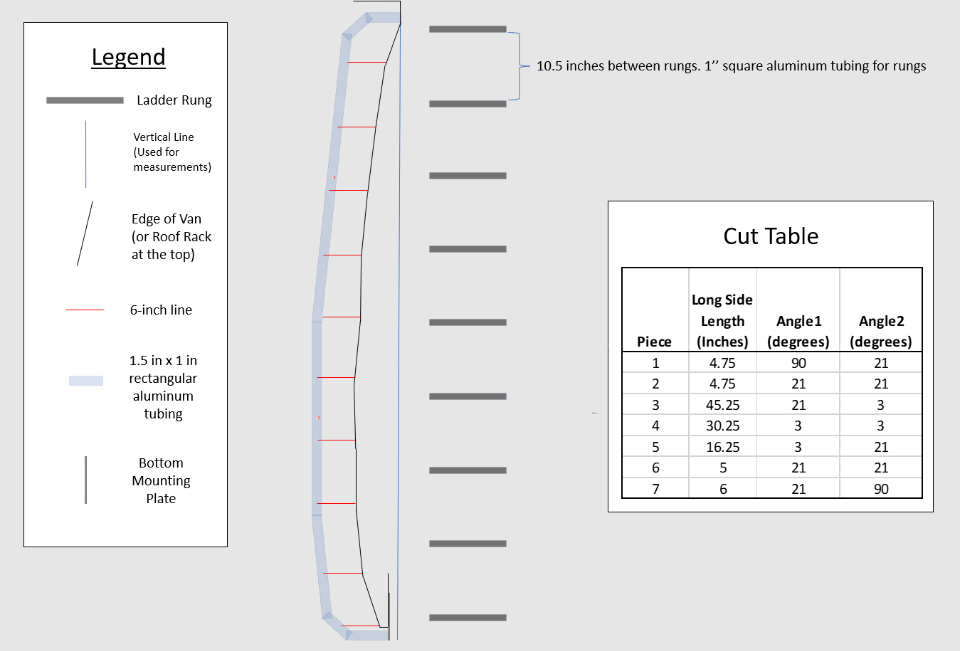 Legend
Ladder Rung
Vertical Line
(Used for
measurements)
Edge of Van
(or Roof Rack
at the top)
6-inch line
1.5 in x 1 in
rectangular
aluminum
tubing
Bottom
Mounting
Plate
10.5 inches between rungs. 1’’ square aluminum tubing for rungs
Cut Table
Piece Long Side Length (Inches) Angle1 (degrees) Angle2 (degrees)
1 4.75 90 21
2 4.75 21 21
3 45.25 21 3
4 30.25 3 3
5 16.25 3 21
6 5 21 21
7 6 21 90